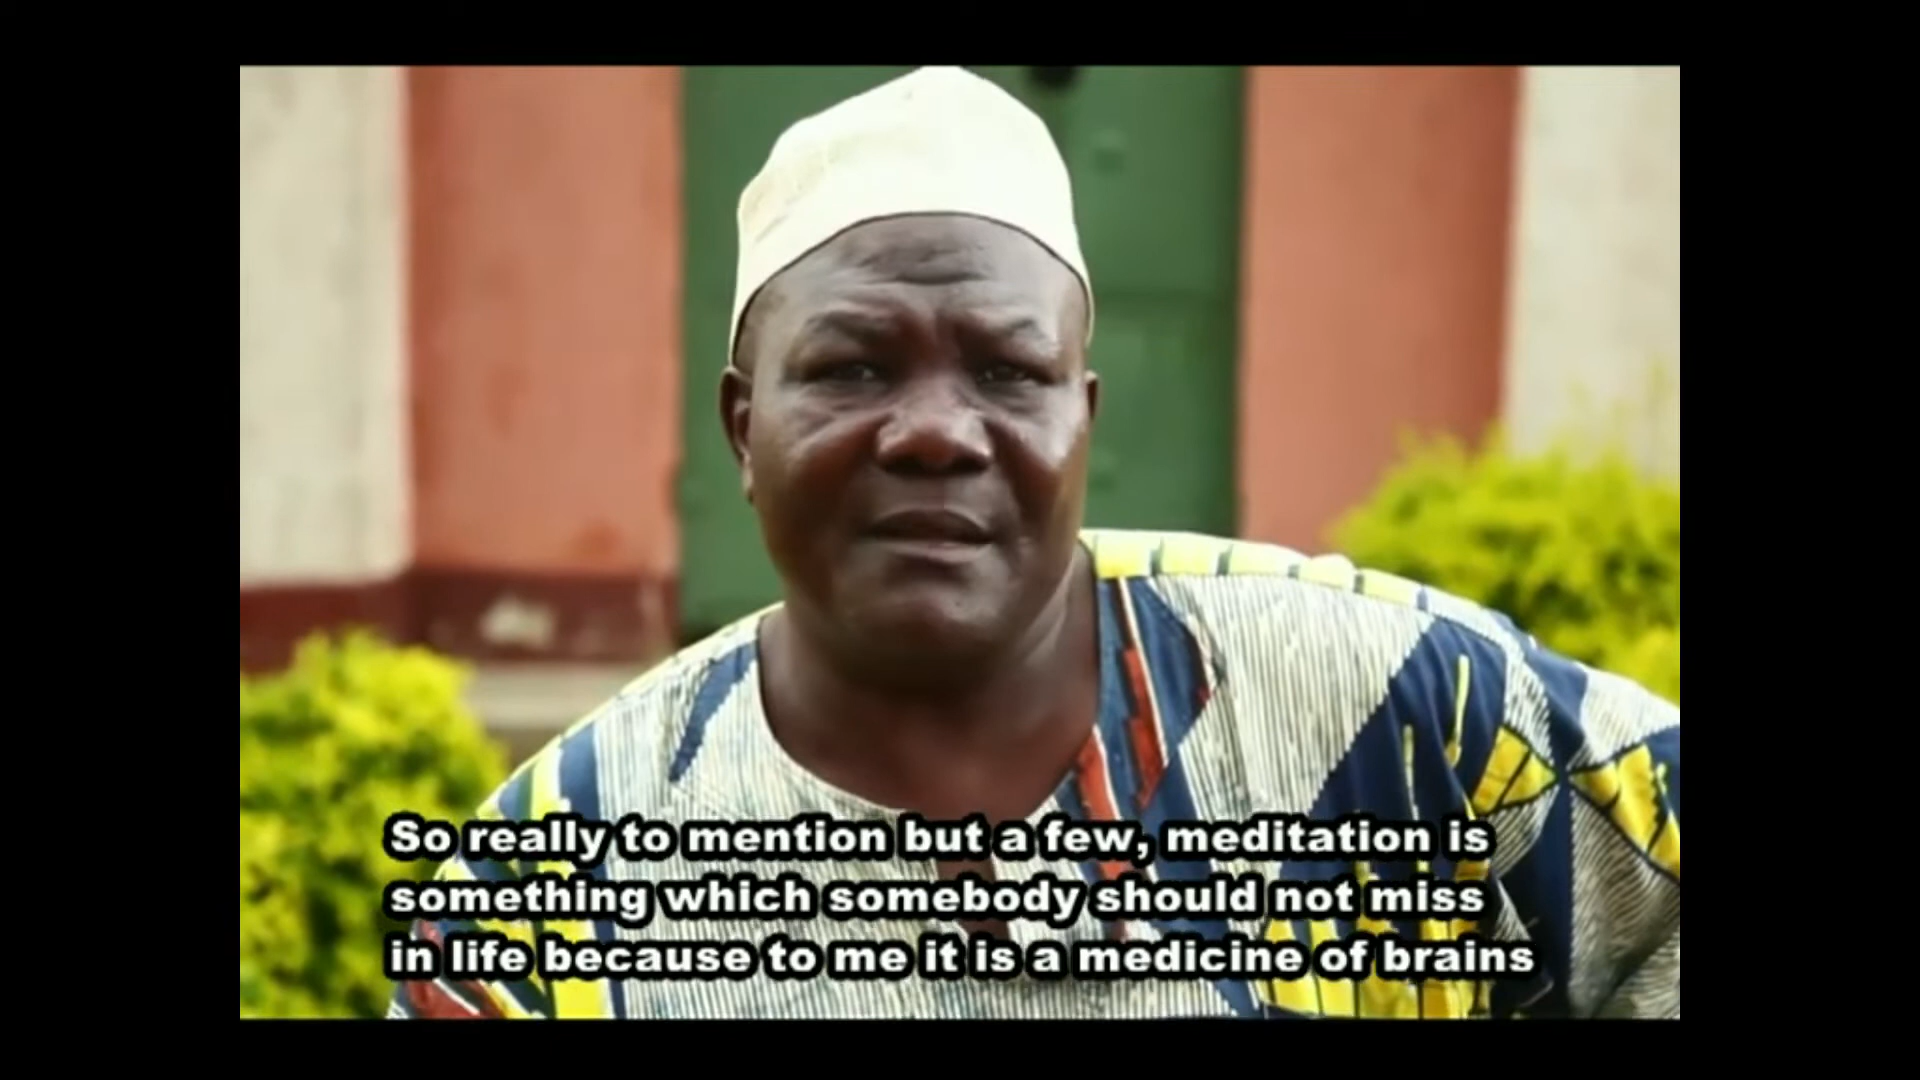 So really to mention but a few, meditation is
something which somebody should not miss
in life because to me it is a medicine of brains